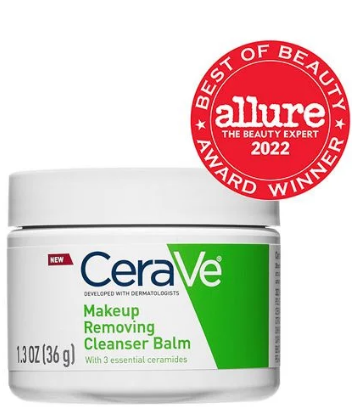 BEST OF BEAUTY
allure
THE BEAUTY EXPERT
2022
AWARD WINNER
NEW
CeraVe
DEVELOPED WITH DERMATOLOGISTS
Makeup
Removing
Cleanser Balm
With 3 essential ceramides
1.3 OZ (36 g)